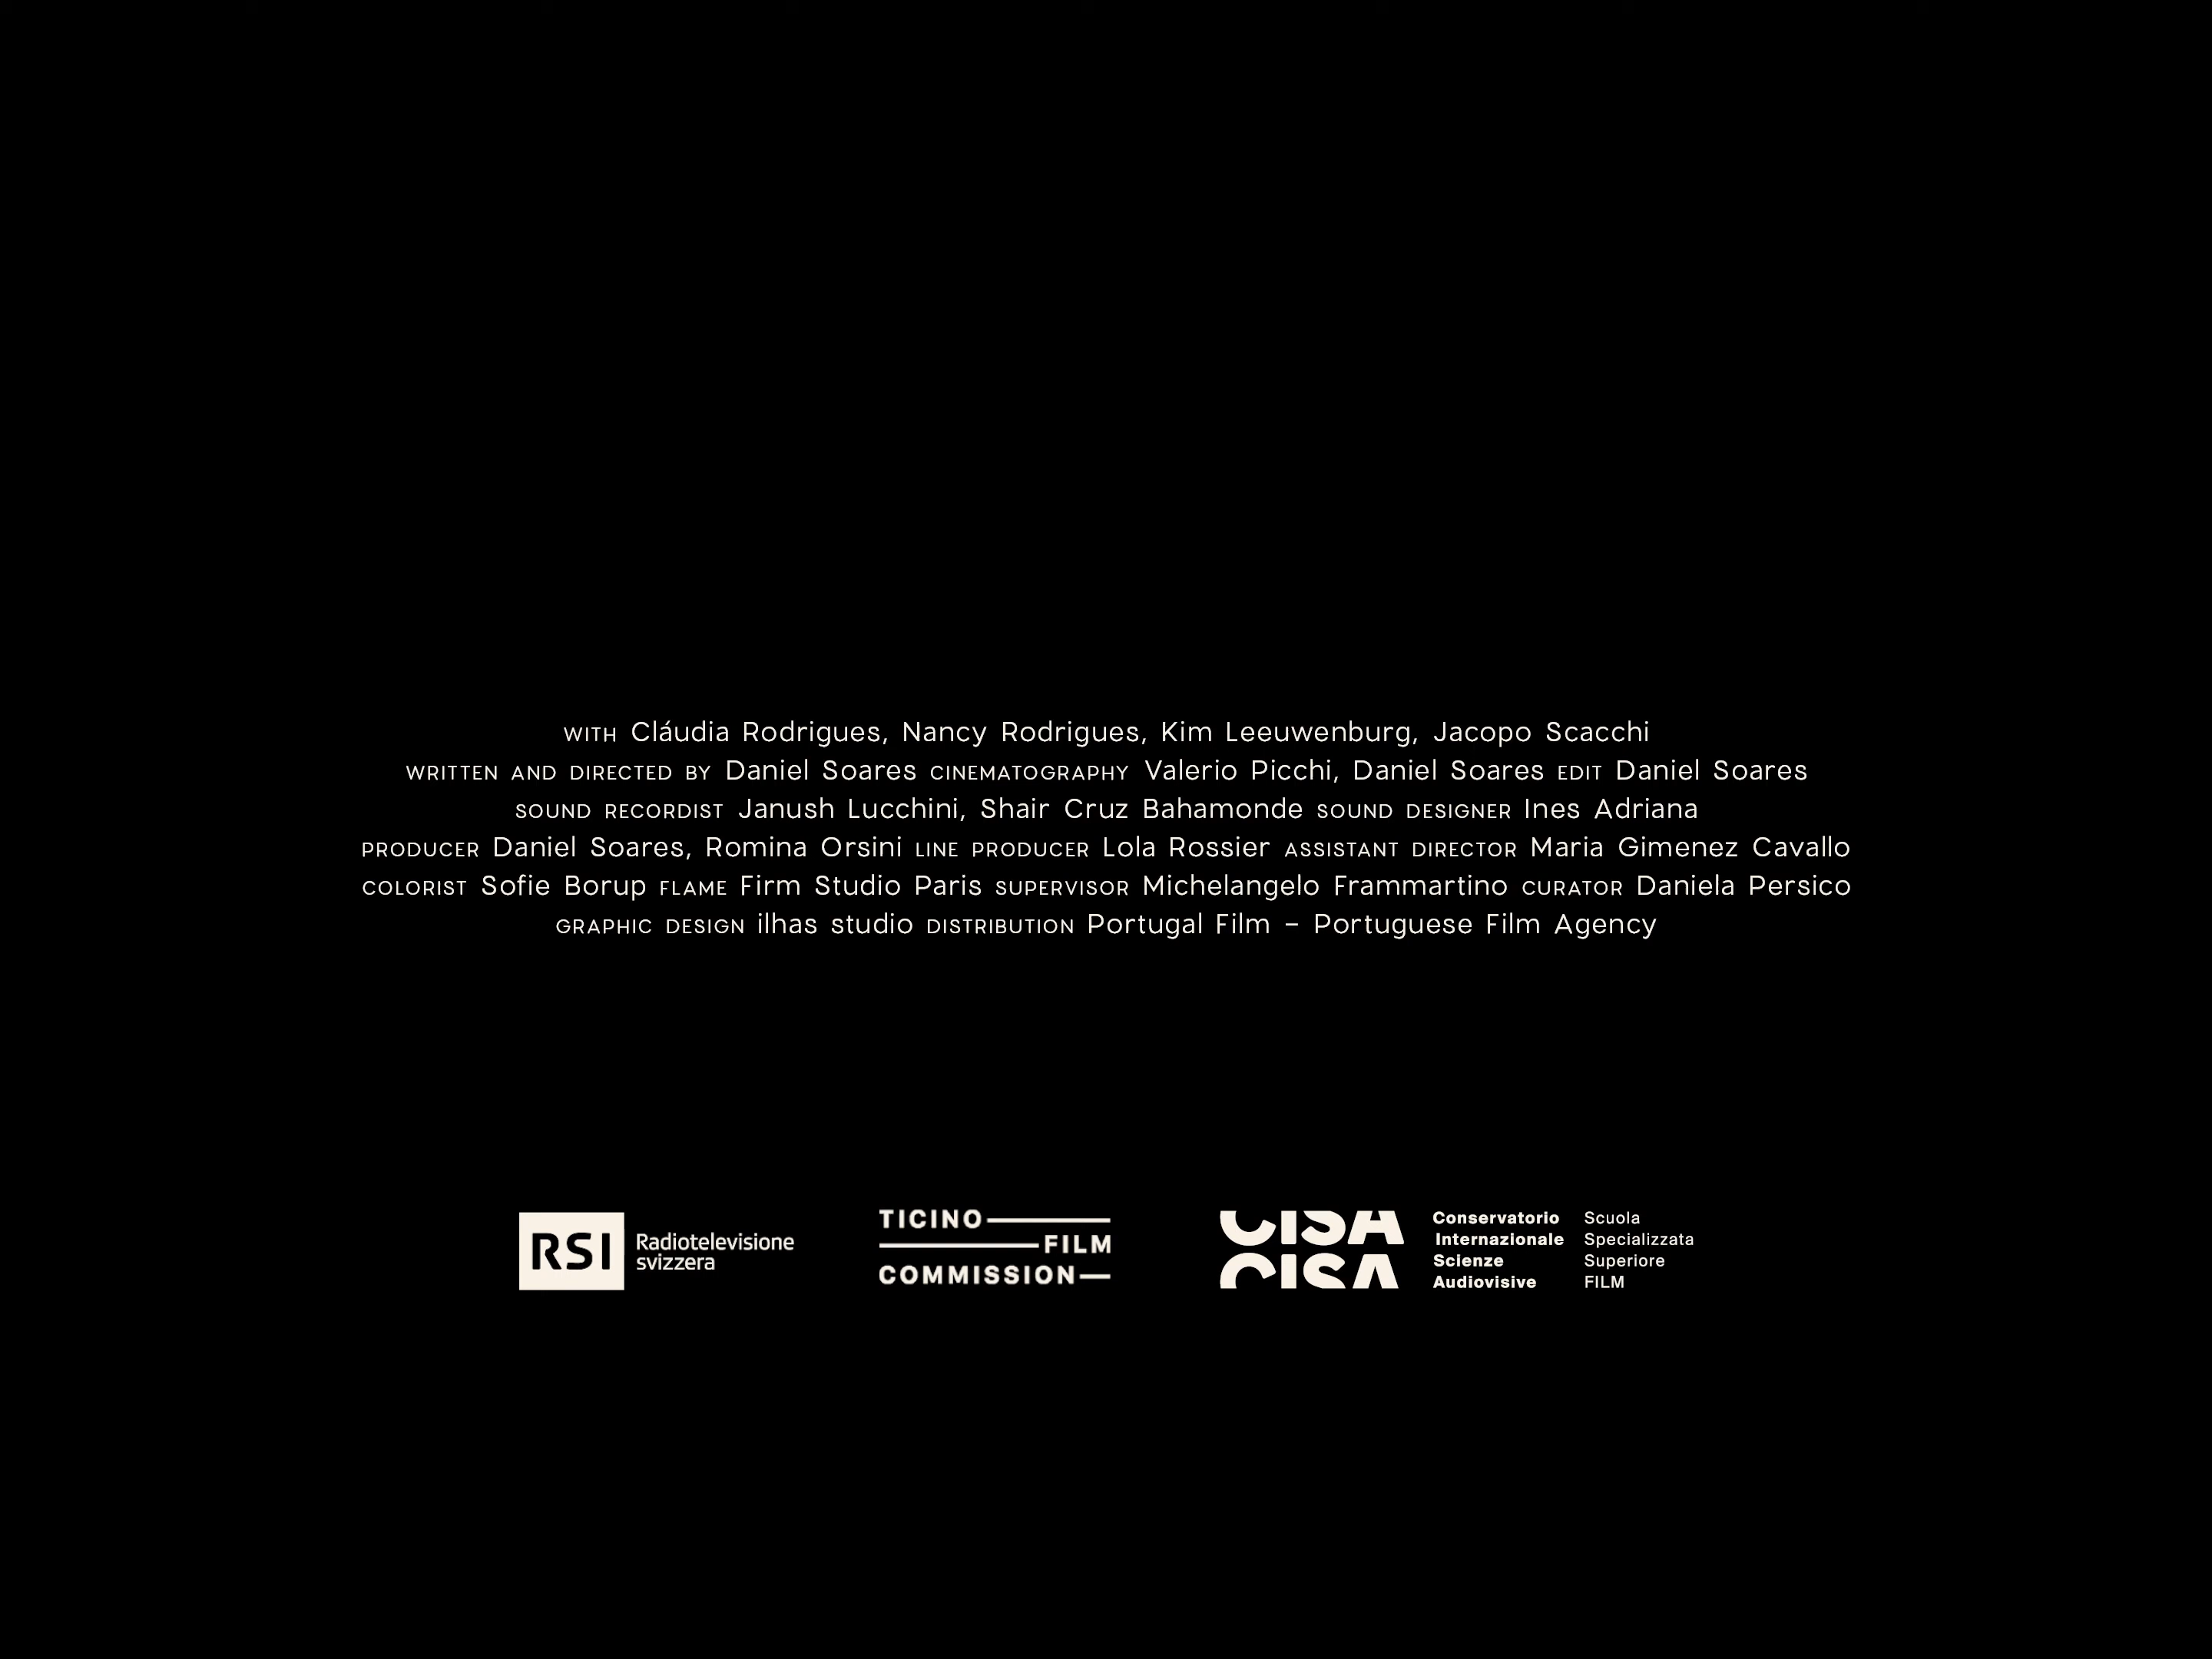 WITH Cláudia Rodrigues, Nancy Rodrigues, Kim Leeuwenburg, Jacopo Scacchi
WRITTEN AND DIRECTED BY Daniel Soares CINEMATOGRAPHY Valerio Picchi, Daniel Soares EDIT Daniel Soares
SOUND RECORDIST Janush Lucchini, Shair Cruz Bahamonde SOUND DESIGNER Ines Adriana
PRODUCER Daniel Soares, Romina Orsini LINE PRODUCER Lola Rossier ASSISTANT DIRECTOR Maria Gimenez Cavallo
COLORIST Sofie Borup FLAME Firm Studio Paris SUPERVISOR Michelangelo Frammartino CURATOR Daniela Persico
GRAPHIC DESIGN ilhas studio DISTRIBUTION Portugal Film – Portuguese Film Agency
RSI
Radiotelevisione
svizzera
TICINO
FILM
COMMISSION
CISA
CISA
Conservatorio
Internazionale
Scienze
Audiovisive
Scuola
Specializzata
Superiore
FILM